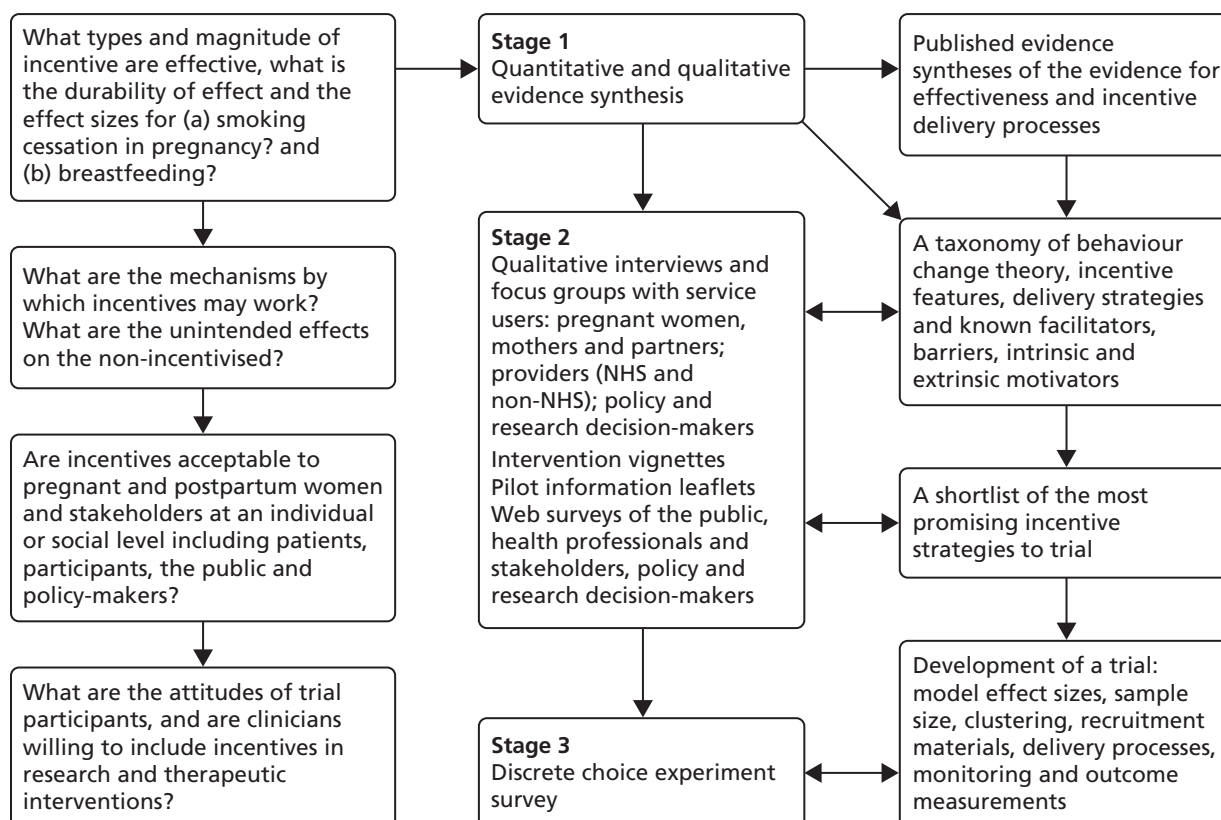 What types and magnitude of
incentive are effective, what is
the durability of effect and the
effect sizes for (a) smoking
cessation in pregnancy? and
(b) breastfeeding?
What are the mechanisms by
which incentives may work?
What are the unintended effects
on the non-incentivised?
Are incentives acceptable to
pregnant and postpartum women
and stakeholders at an individual
or social level including patients,
participants, the public and
policy-makers?
What are the attitudes of trial
participants, and are clinicians
willing to include incentives in
research and therapeutic
interventions?
Stage 1
Quantitative and qualitative
evidence synthesis
Stage 2
Qualitative interviews and
focus groups with service
users: pregnant women,
mothers and partners;
providers (NHS and
non-NHS); policy and
research decision-makers
Intervention vignettes
Pilot information leaflets
Web surveys of the public,
health professionals and
stakeholders, policy and
research decision-makers
Stage 3
Discrete choice experiment
survey
Published evidence
syntheses of the evidence for
effectiveness and incentive
delivery processes
A taxonomy of behaviour
change theory, incentive
features, delivery strategies
and known facilitators,
barriers, intrinsic and
extrinsic motivators
A shortlist of the most
promising incentive
strategies to trial
Development of a trial:
model effect sizes, sample
size, clustering, recruitment
materials, delivery processes,
monitoring and outcome
measurements